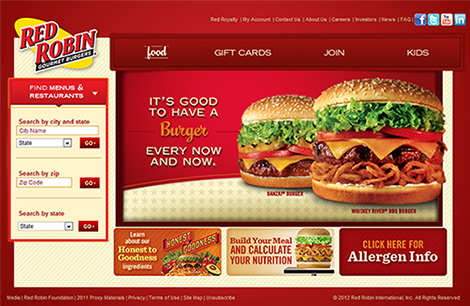 Red Royalty | My Account | Contact Us | About Us | Careers | Investors | News | FAQ |
RED
ROBIN
GOURMET BURGERS
food
GIFT CARDS
JOIN
KIDS
FIND MENUS &
RESTAURANTS
Search by city and state
City Name
State
GO
Search by zip
Zip Code
GO
Search by state
State
GO
IT'S GOOD
TO HAVE A
Burger
EVERY NOW
AND NOW.
BANZAI BURGER
WHISKEY RIVER® BBQ BURGER
Learn
about our
Honest to
Goodness
ingredients
HONEST
GOODNESS
Build Your Meal
AND CALCULATE
YOUR NUTRITION
CLICK HERE FOR
Allergen Info
Media | Red Robin Foundation | 2011 Proxy Materials | Privacy | Terms of Use | Site Map | Unsubscribe
© 2012 Red Robin International, Inc. All Rights Reserved.